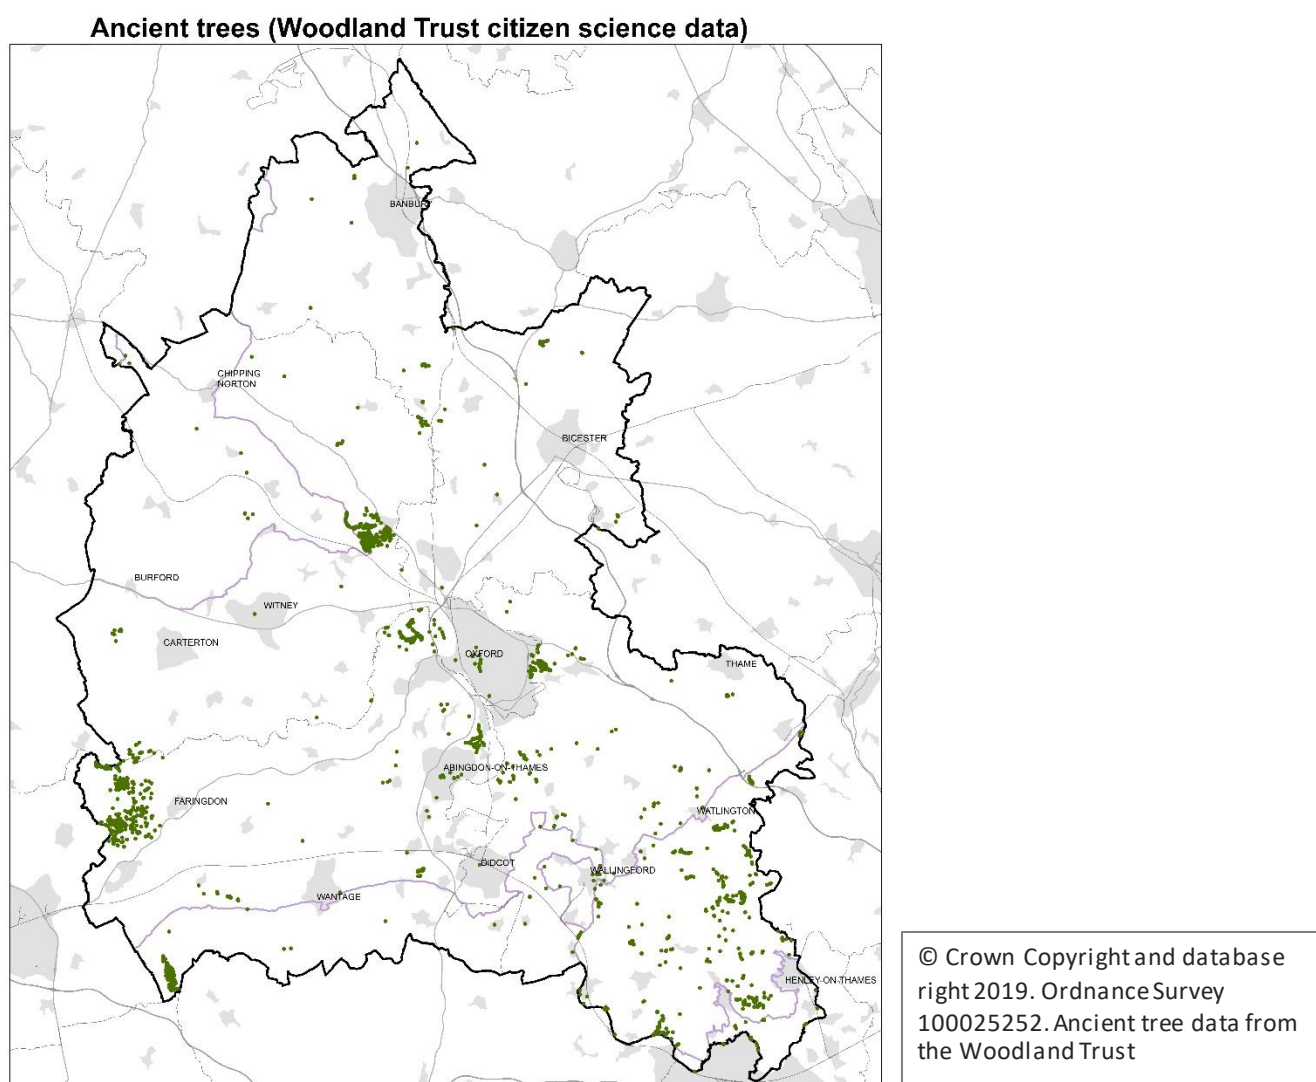 Ancient trees (Woodland Trust citizen science data)
BANBURY
CHIPPING
NORTON
BICESTER
BURFORD
WITNEY
CARTERTON
OXFORD
THAME
ABINGDON-ON-THAMES
FARINGDON
WATLINGTON
DIDCOT
WALLINGFORD
WANTAGE
HENLEY-ON-THAMES
© Crown Copyright and database
right 2019. Ordnance Survey
100025252. Ancient tree data from
the Woodland Trust